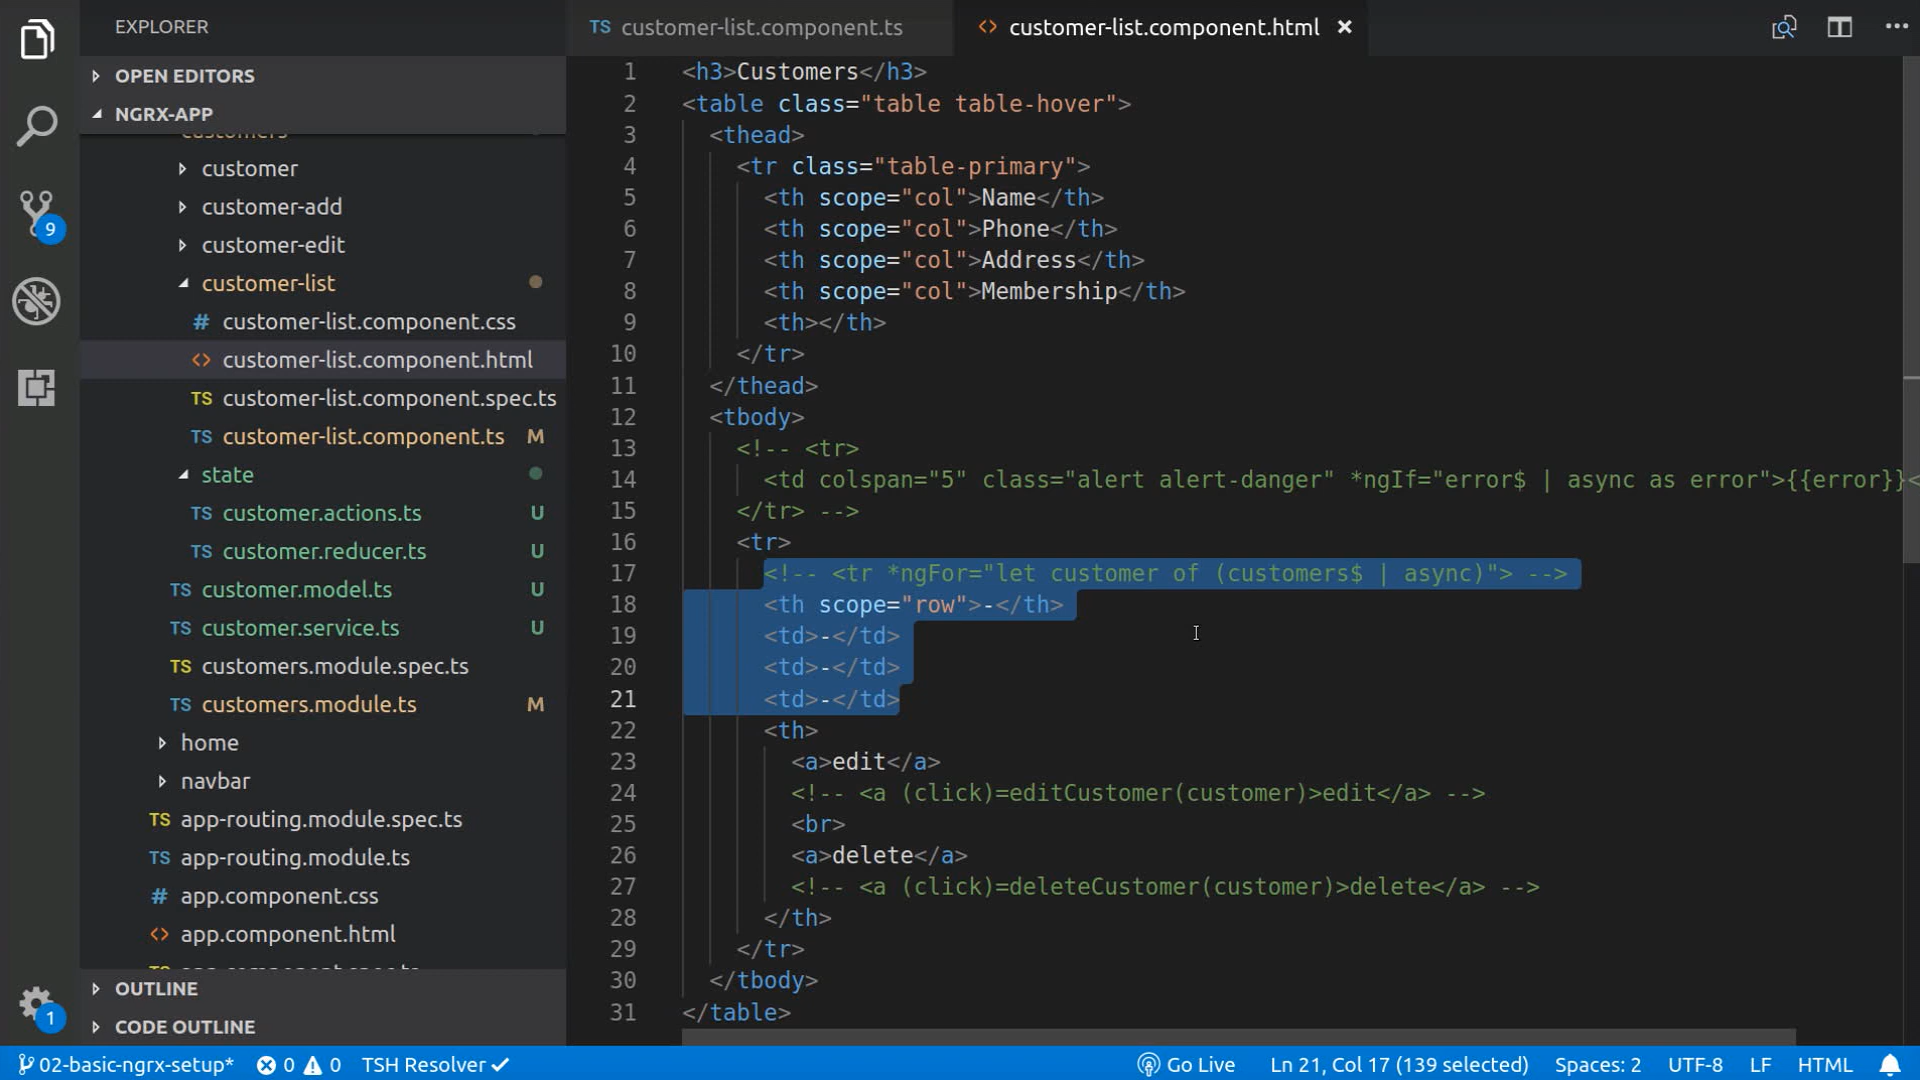 EXPLORER
OPEN EDITORS
NGRX-APP
customers
customer
customer-add
customer-edit
customer-list
# customer-list.component.css
<> customer-list.component.html
TS customer-list.component.spec.ts
TS customer-list.component.ts M
state
TS customer.actions.ts U
TS customer.reducer.ts U
TS customer.model.ts U
TS customer.service.ts U
TS customers.module.spec.ts
TS customers.module.ts M
home
navbar
TS app-routing.module.spec.ts
TS app-routing.module.ts
# app.component.css
<> app.component.html
OUTLINE
CODE OUTLINE
9
1
TS customer-list.component.ts
<> customer-list.component.html ×
1 <h3>Customers</h3>
2 <table class="table table-hover">
3 <thead>
4 <tr class="table-primary">
5 <th scope="col">Name</th>
6 <th scope="col">Phone</th>
7 <th scope="col">Address</th>
8 <th scope="col">Membership</th>
9 <th></th>
10 </tr>
11 </thead>
12 <tbody>
13 <!-- <tr>
14 <td colspan="5" class="alert alert-danger" *ngIf="error$ | async as error">{{error}}<
15 </tr> -->
16 <tr>
17 <!-- <tr *ngFor="let customer of (customers$ | async)"> -->
18 <th scope="row">-</th>
19 <td>-</td>
20 <td>-</td>
21 <td>-</td>
22 <th>
23 <a>edit</a>
24 <!-- <a (click)=editCustomer(customer)>edit</a> -->
25 <br>
26 <a>delete</a>
27 <!-- <a (click)=deleteCustomer(customer)>delete</a> -->
28 </th>
29 </tr>
30 </tbody>
31 </table>
02-basic-ngrx-setup* 0 0 TSH Resolver ✓ Go Live Ln 21, Col 17 (139 selected) Spaces: 2 UTF-8 LF HTML